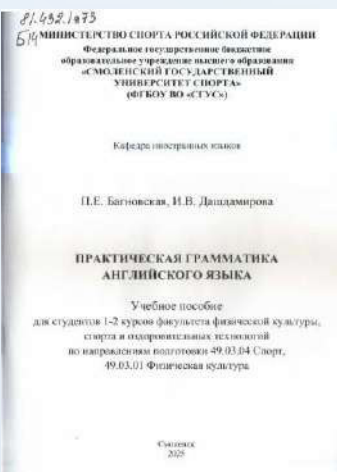 81.432.1я73
Б14
МИНИСТЕРСТВО СПОРТА РОССИЙСКОЙ ФЕДЕРАЦИИ
Федеральное государственное бюджетное
образовательное учреждение высшего образования
«СМОЛЕНСКИЙ ГОСУДАРСТВЕННЫЙ
УНИВЕРСИТЕТ СПОРТА»
(ФГБОУ ВО «СГУС»)
Кафедра иностранных языков
П.Е. Багновская, И.В. Дашдамирова
ПРАКТИЧЕСКАЯ ГРАММАТИКА
АНГЛИЙСКОГО ЯЗЫКА
Учебное пособие
для студентов 1-2 курсов факультета физической культуры,
спорта и оздоровительных технологий
по направлениям подготовки 49.03.04 Спорт,
49.03.01 Физическая культура
Смоленск
2025